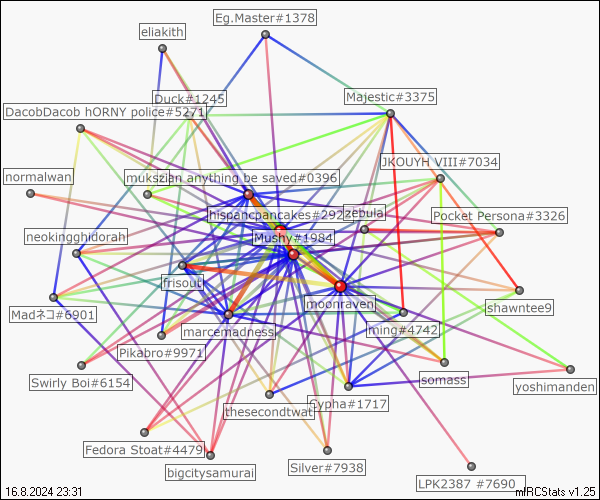 Eg.Master#1378
eliakith
Duck#1245
Majestic#3375
DacobDacob hORNY police#5271
JKOUYH VIII#7034
normalwan
mukszian anything be saved#0396
hispancpancakes#292
zebula
Pocket Persona#3326
neokingghidorah
Mushy#1984
frisout
moonraven
shawntee9
Madネコ#6901
marcemadness
ming#4742
Pikabro#9971
Swirly Boi#6154
somass
yoshimanden
thesecondtwat
Cypha#1717
Fedora Stoat#4479
bigcitysamurai
Silver#7938
LPK2387 #7690
16.8.2024 23:31
mIRCStats v1.25